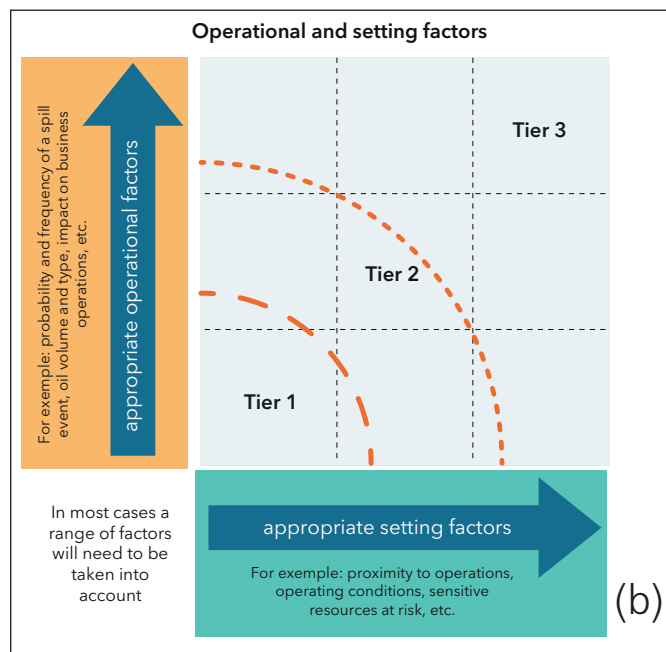 Operational and setting factors
For exemple: probability and frequency of a spill
event, oil volume and type, impact on business
operations, etc.
appropriate operational factors
Tier 3
Tier 2
Tier 1
In most cases a
range of factors
will need to be
taken into
account
appropriate setting factors
For exemple: proximity to operations,
operating conditions, sensitive
resources at risk, etc.
(b)